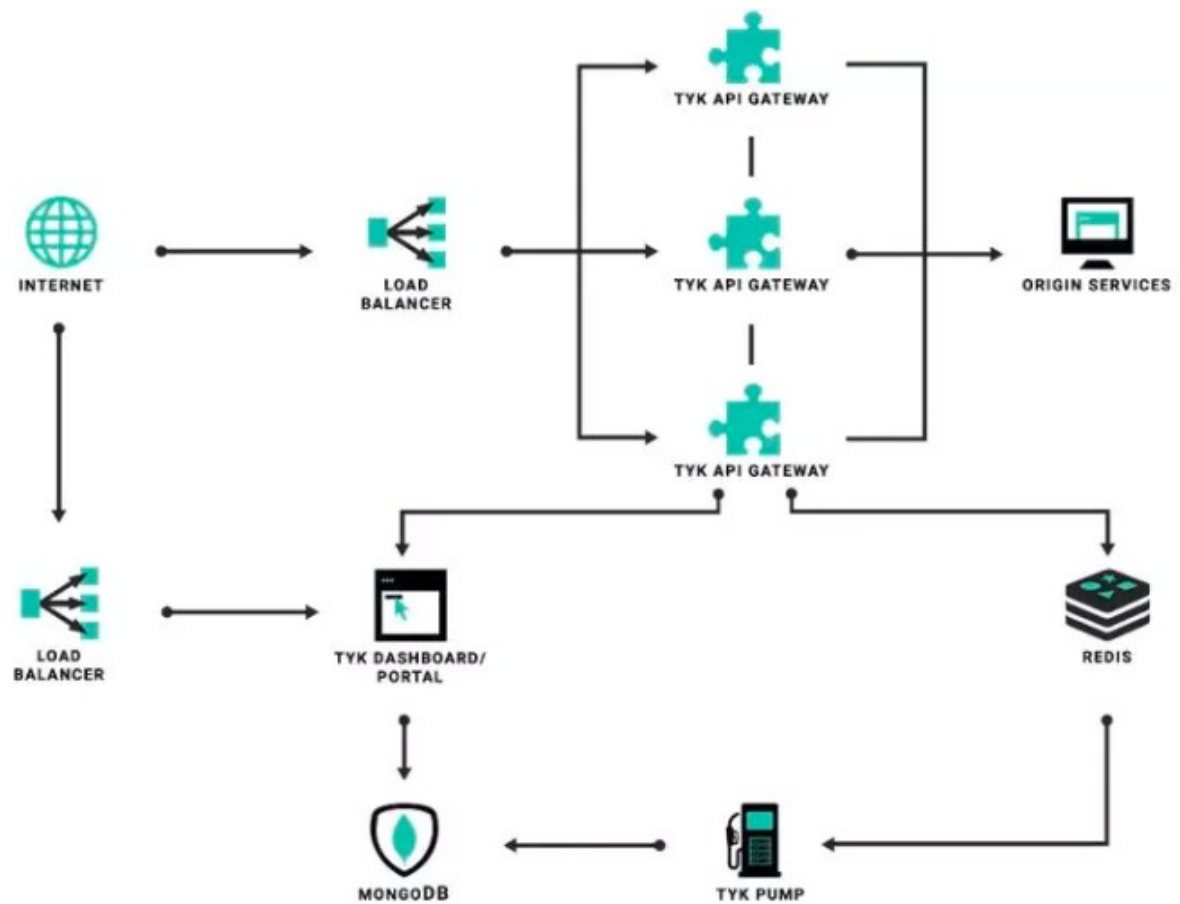 TYK API GATEWAY
INTERNET
LOAD
BALANCER
TYK API GATEWAY
ORIGIN SERVICES
TYK API GATEWAY
LOAD
BALANCER
TYK DASHBOARD/
PORTAL
REDIS
MONGODB
TYK PUMP